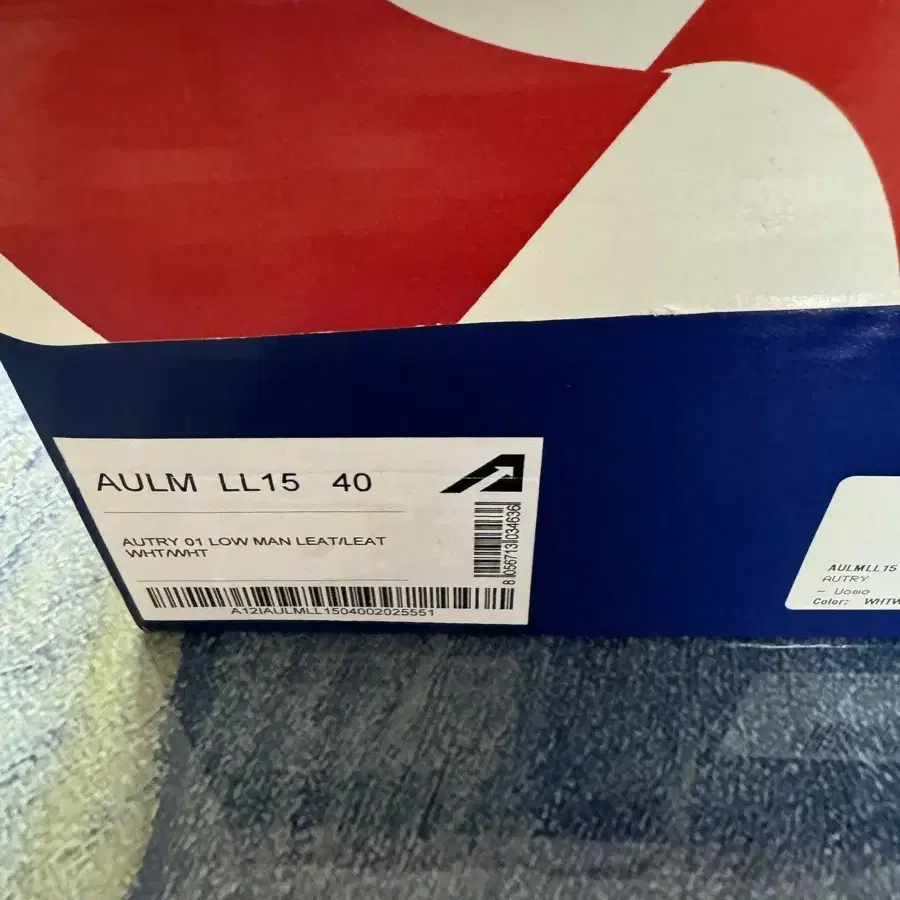 AULM LL15 40
AUTRY 01 LOW MAN LEAT/LEAT
WHT/WHT
8 056713 034636
A12IAULMLL1504002025551
AULMLL15
AUTRY
- Uomo
Color: WHTW